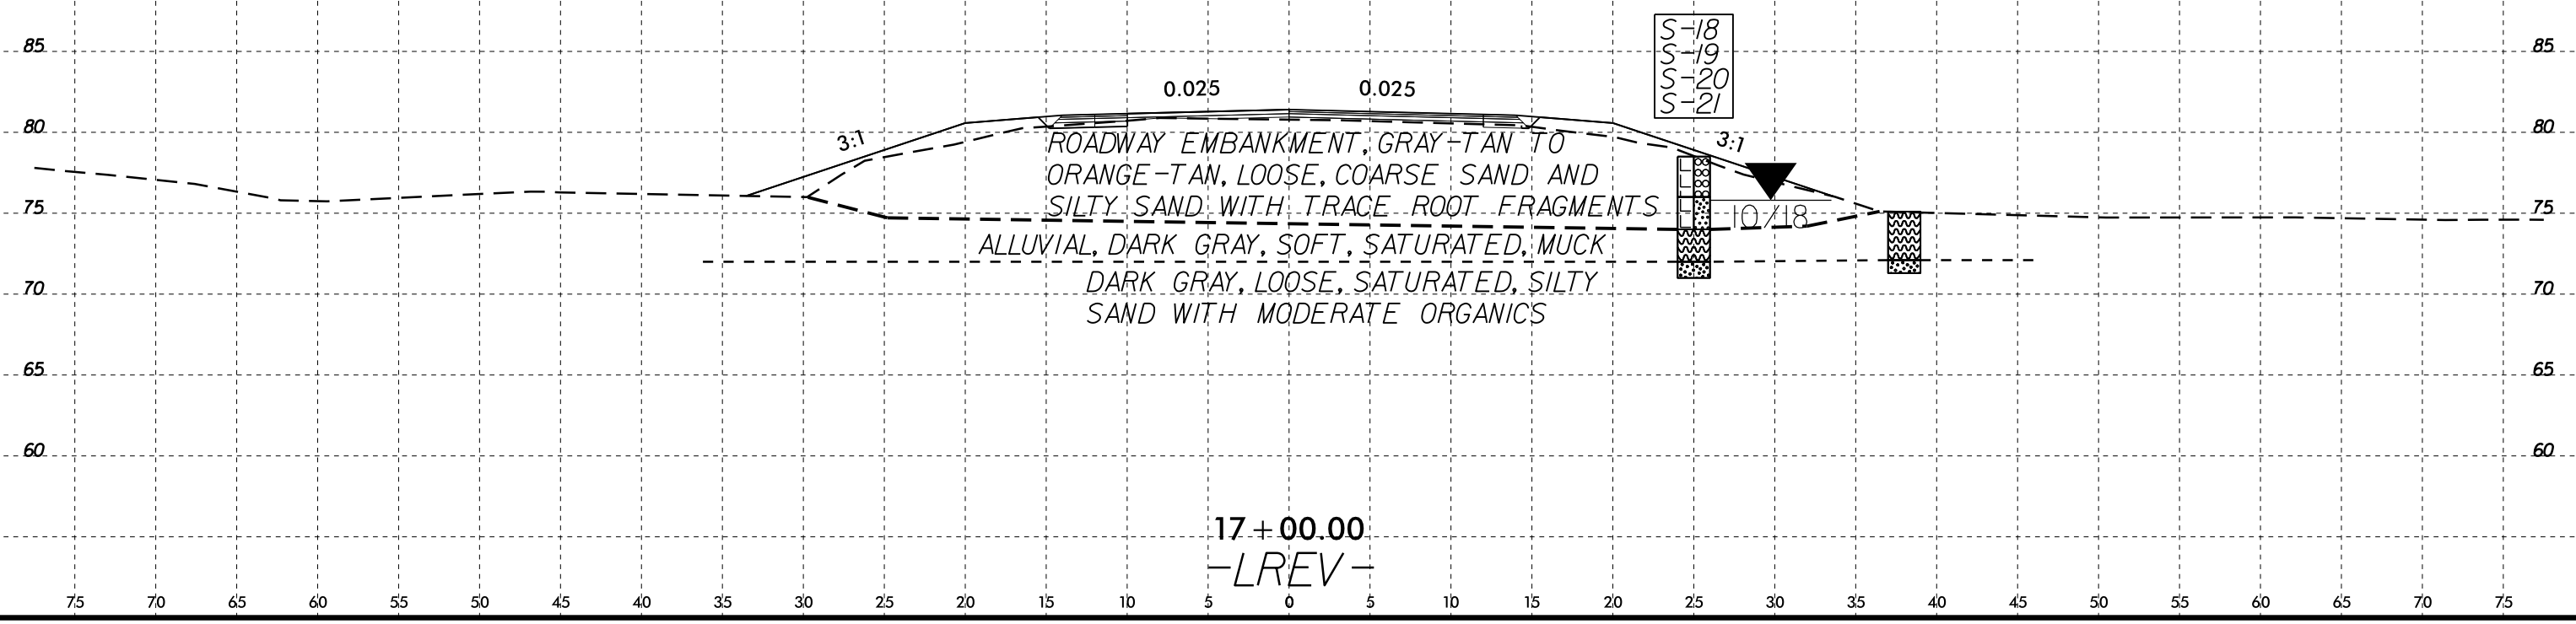 S-18
S-19
S-20
S-21
85 85
0.025 0.025
80 80
3:1 3:1
ROADWAY EMBANKMENT, GRAY-TAN TO
ORANGE-TAN, LOOSE, COARSE SAND AND
SILTY SAND WITH TRACE ROOT FRAGMENTS
75 75
10/18
ALLUVIAL, DARK GRAY, SOFT, SATURATED, MUCK
DARK GRAY, LOOSE, SATURATED, SILTY
70 70
SAND WITH MODERATE ORGANICS
65 65
60 60
17+00.00
-LREV-
75 70 65 60 55 50 45 40 35 30 25 20 15 10 5 0 5 10 15 20 25 30 35 40 45 50 55 60 65 70 75